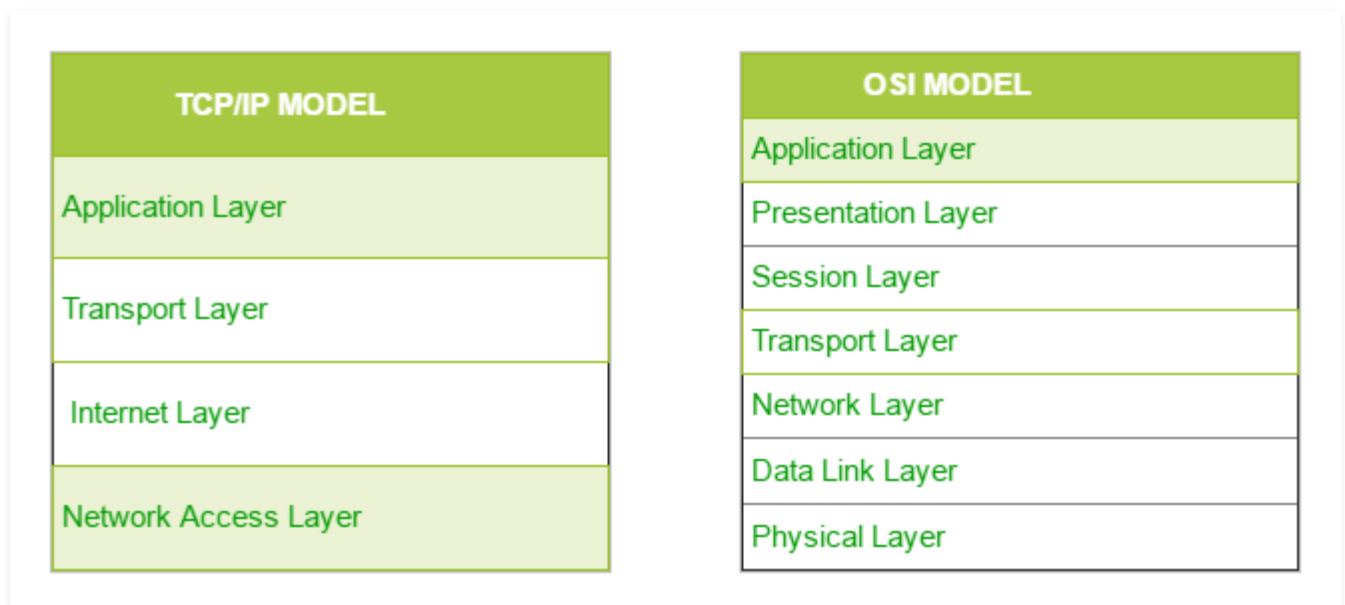 TCP/IP MODEL
Application Layer
Transport Layer
Internet Layer
Network Access Layer
OSI MODEL
Application Layer
Presentation Layer
Session Layer
Transport Layer
Network Layer
Data Link Layer
Physical Layer